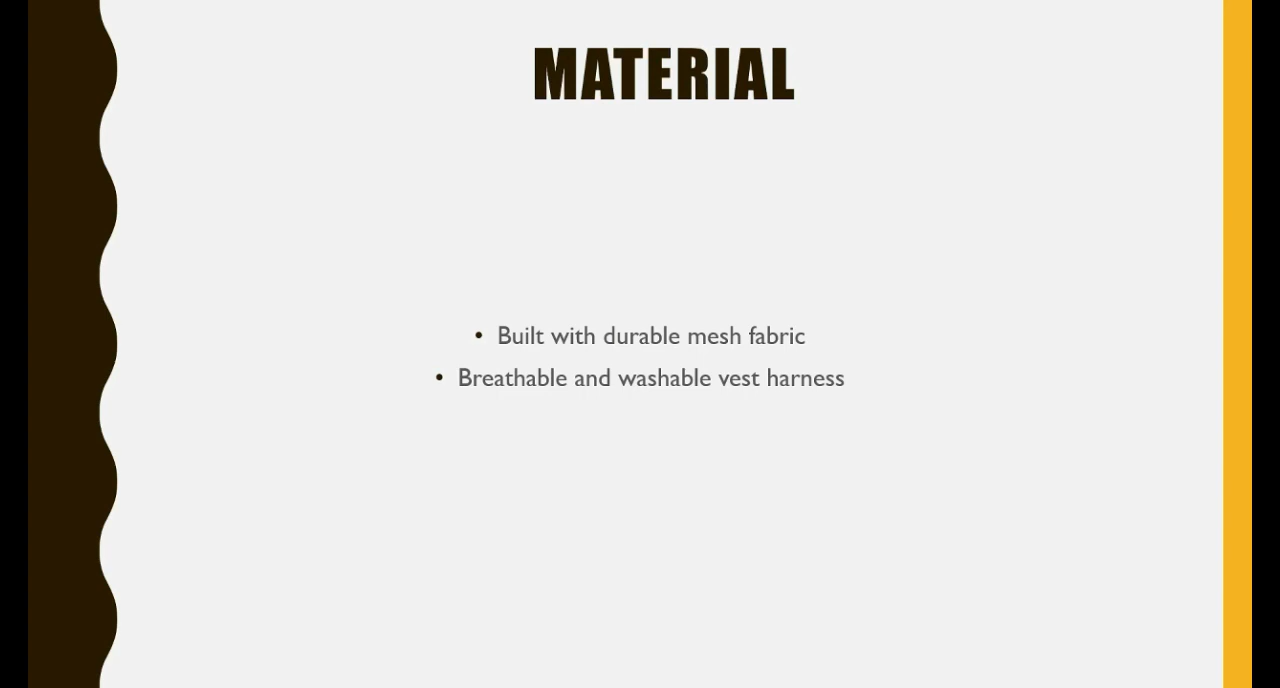 MATERIAL
• Built with durable mesh fabric
• Breathable and washable vest harness